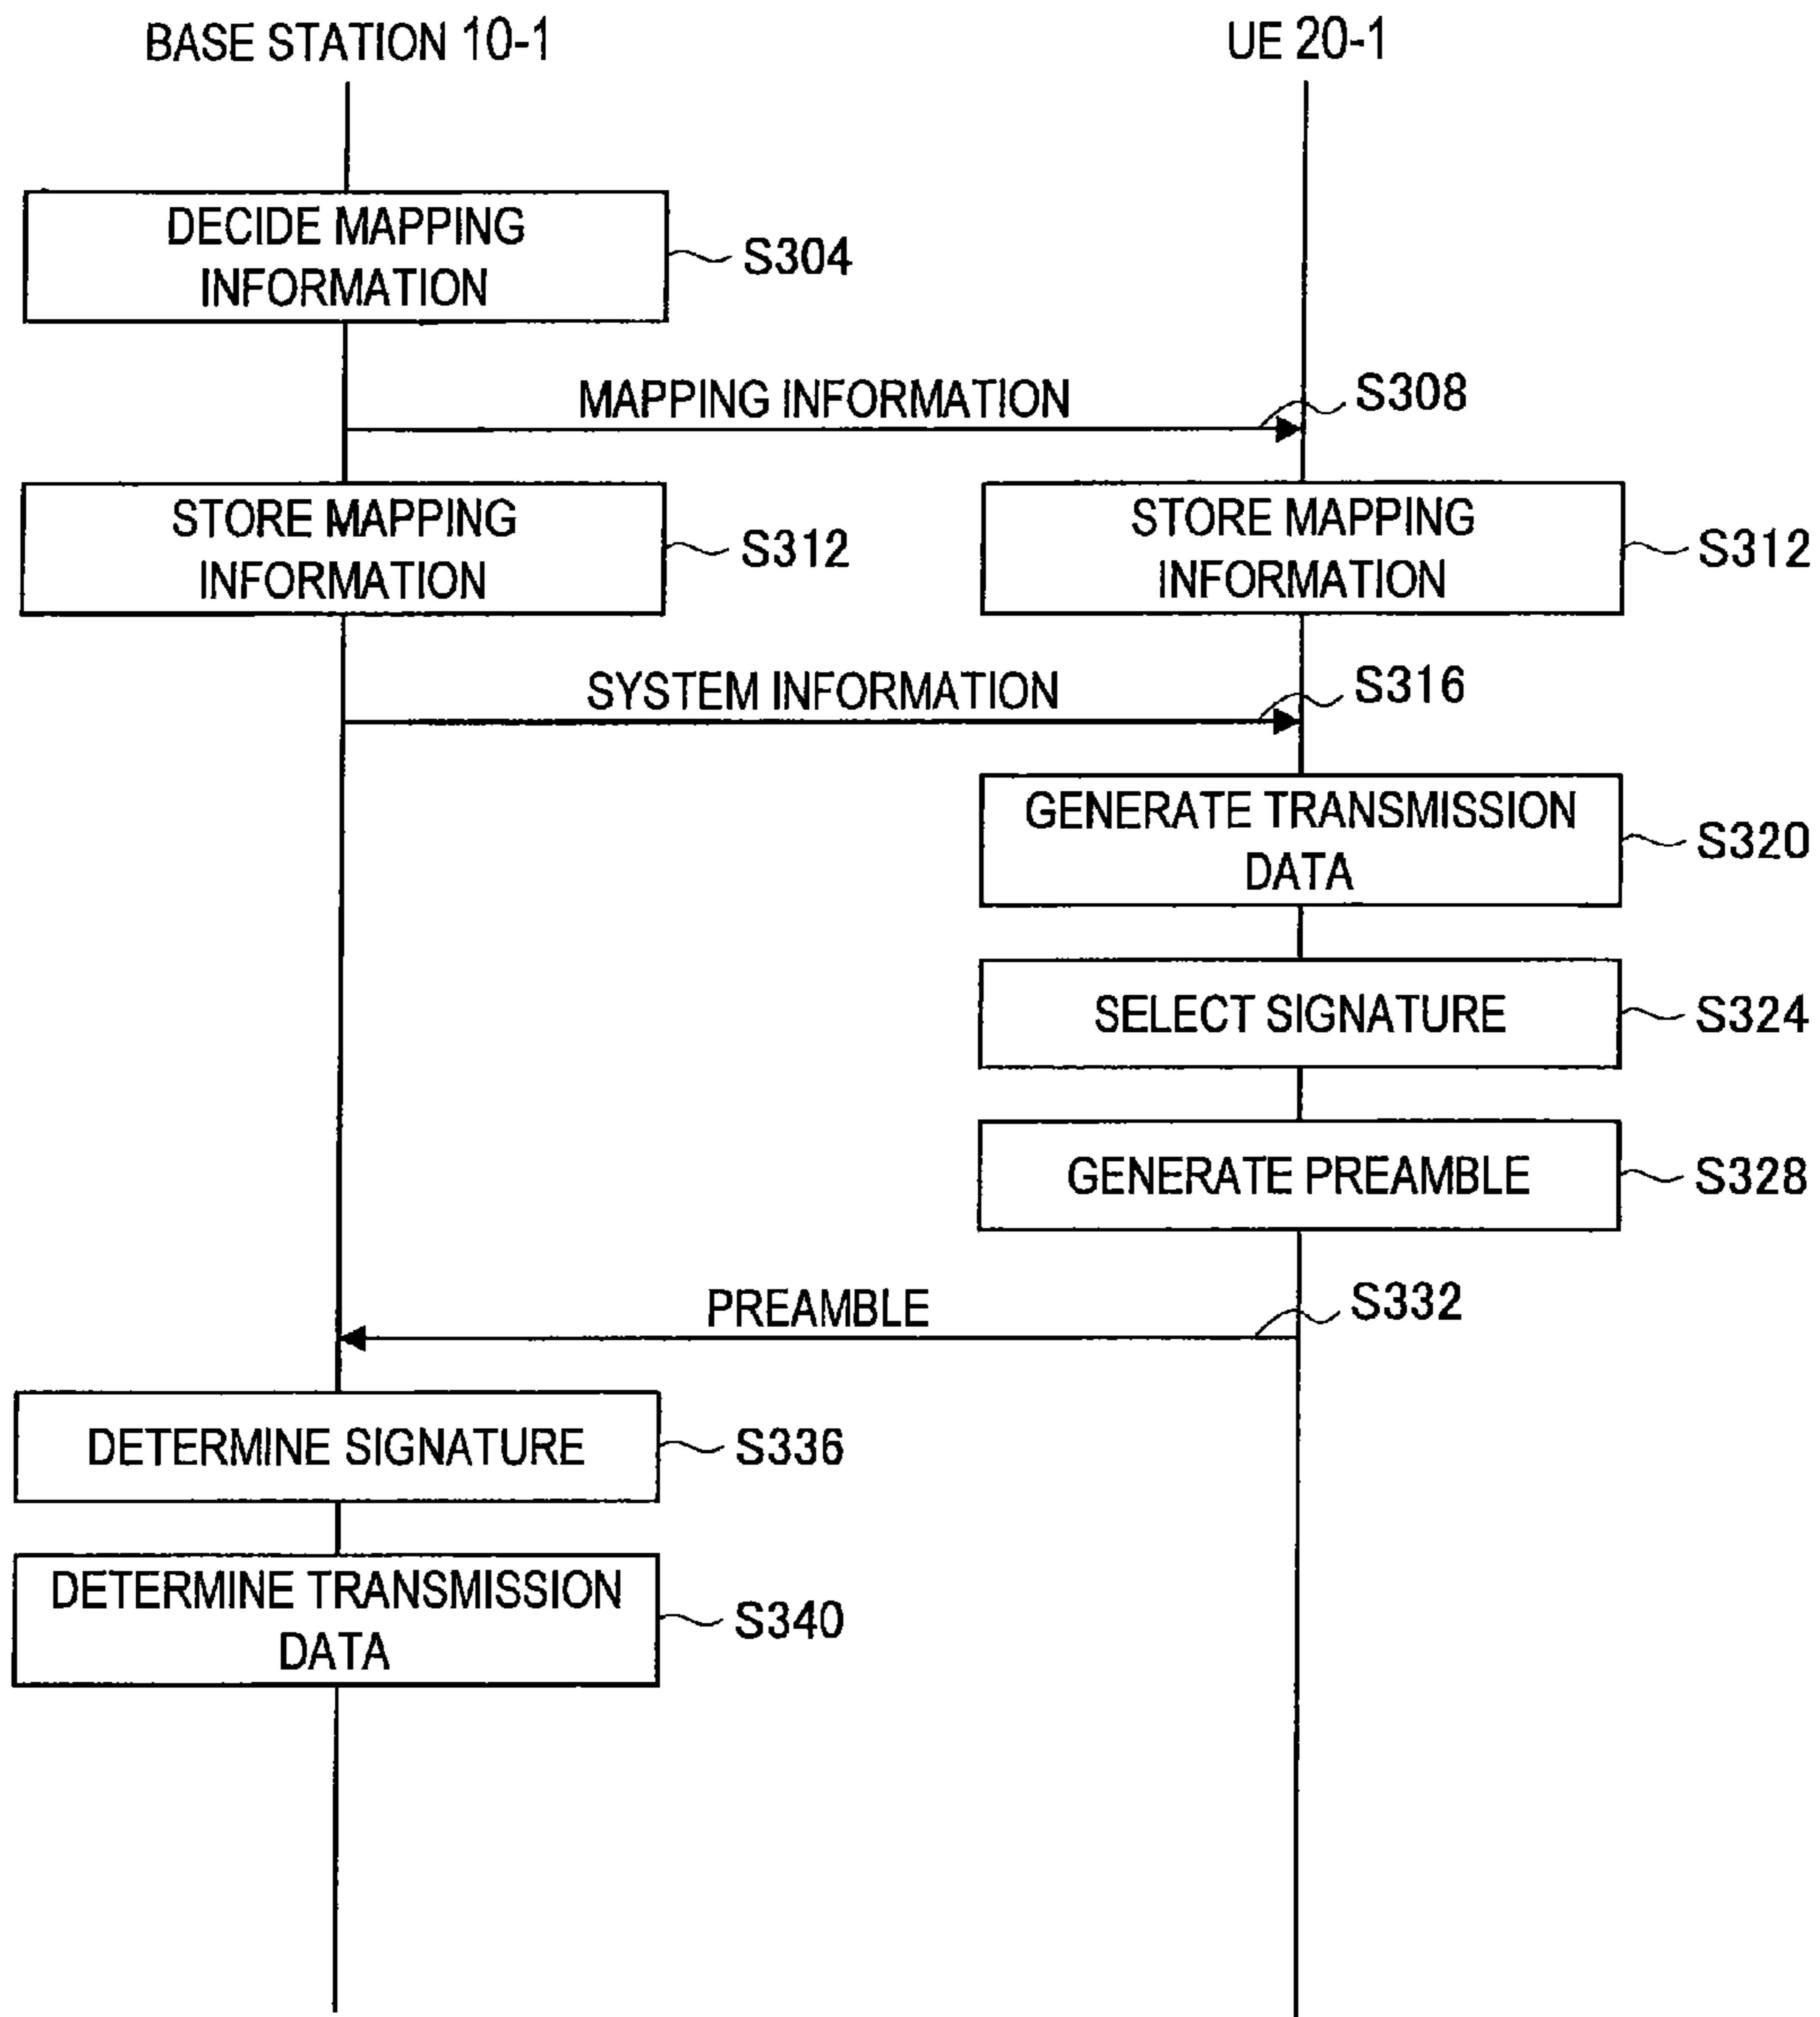 BASE STATION 10-1
UE 20-1
DECIDE MAPPING
INFORMATION
S304
MAPPING INFORMATION
S308
STORE MAPPING
INFORMATION
S312
STORE MAPPING
INFORMATION
S312
SYSTEM INFORMATION
S316
GENERATE TRANSMISSION
DATA
S320
SELECT SIGNATURE
S324
GENERATE PREAMBLE
S328
PREAMBLE
S332
DETERMINE SIGNATURE
S336
DETERMINE TRANSMISSION
DATA
S340